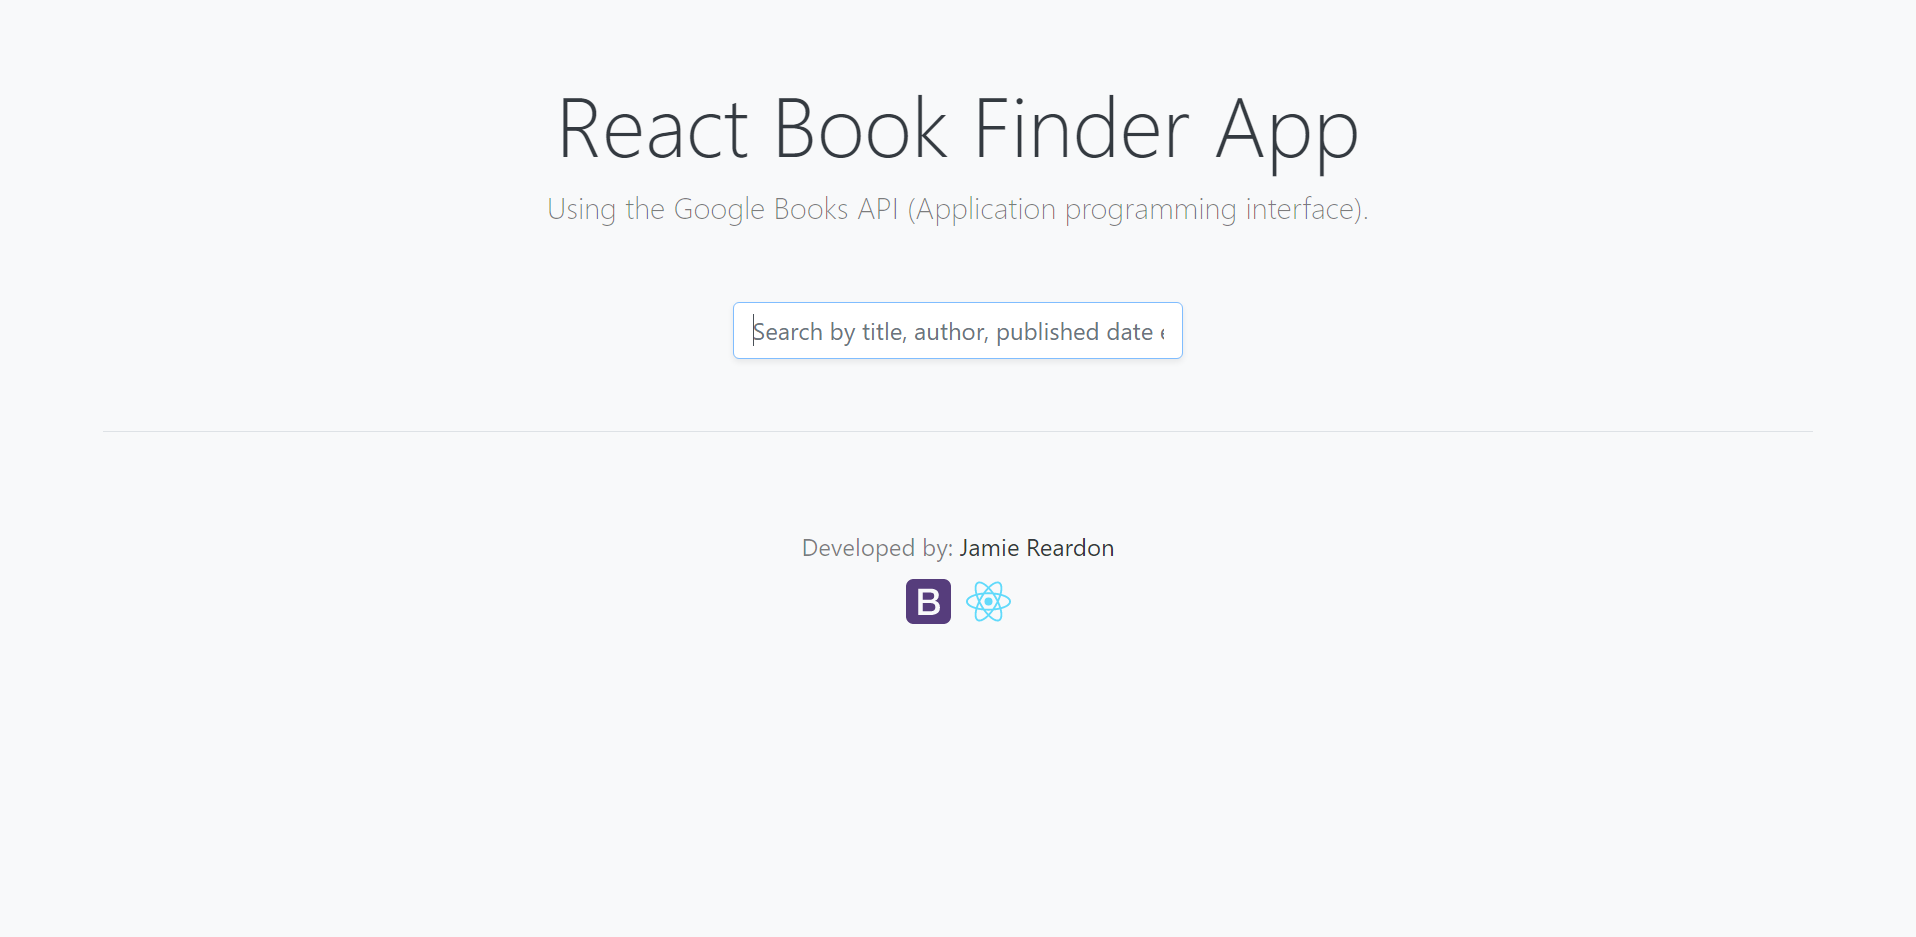 React Book Finder App
Using the Google Books API (Application programming interface).
Search by title, author, published date
Developed by: Jamie Reardon
B